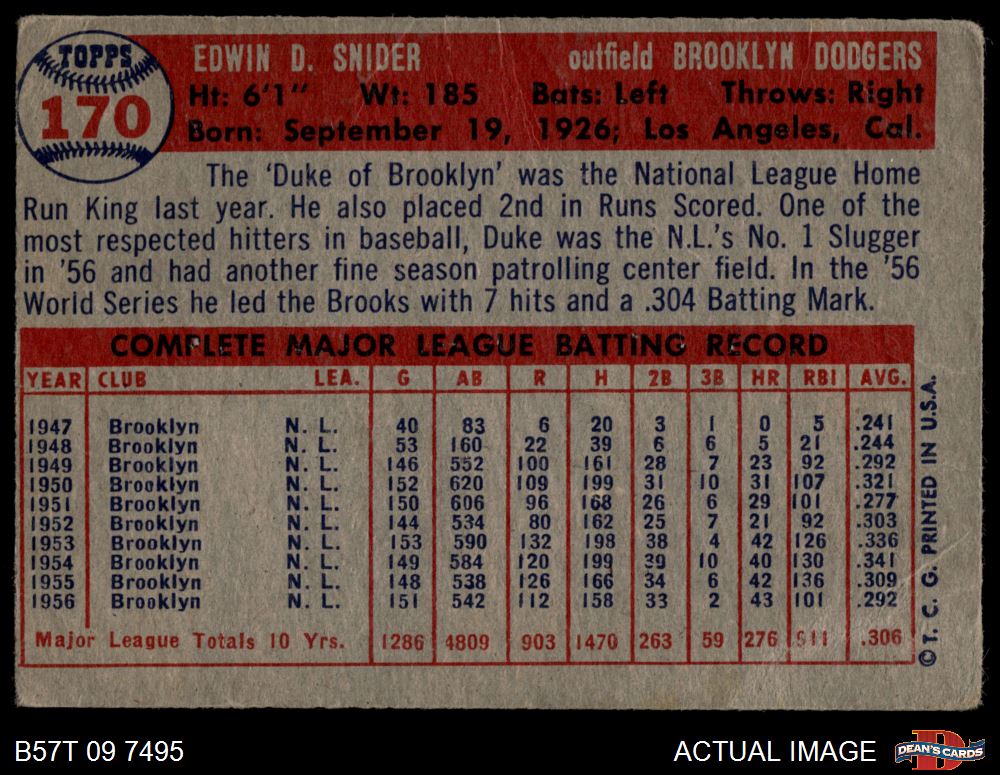 TOPPS
170
EDWIN D. SNIDER outfield BROOKLYN DODGERS
Ht: 6'1" Wt: 185 Bats: Left Throws: Right
Born: September 19, 1926; Los Angeles, Cal.
The 'Duke of Brooklyn' was the National League Home
Run King last year. He also placed 2nd in Runs Scored. One of the
most respected hitters in baseball, Duke was the N.L.'s No. 1 Slugger
in '56 and had another fine season patrolling center field. In the '56
World Series he led the Brooks with 7 hits and a .304 Batting Mark.
COMPLETE MAJOR LEAGUE BATTING RECORD
YEAR CLUB LEA. G AB R H 2B 3B HR RBI AVG.
1947 Brooklyn N. L. 40 83 6 20 3 1 0 5 .241
1948 Brooklyn N. L. 53 160 22 39 6 6 5 21 .244
1949 Brooklyn N. L. 146 552 100 161 28 7 23 92 .292
1950 Brooklyn N. L. 152 620 109 199 31 10 31 107 .321
1951 Brooklyn N. L. 150 606 96 168 26 6 29 101 .277
1952 Brooklyn N. L. 144 534 80 162 25 7 21 92 .303
1953 Brooklyn N. L. 153 590 132 198 38 4 42 126 .336
1954 Brooklyn N. L. 149 584 120 199 39 10 40 130 .341
1955 Brooklyn N. L. 148 538 126 166 34 6 42 136 .309
1956 Brooklyn N. L. 151 542 112 158 33 2 43 101 .292
Major League Totals 10 Yrs. 1286 4809 903 1470 263 59 276 911 .306
© T. C. G. PRINTED IN U.S.A.
B57T 09 7495
ACTUAL IMAGE
DEAN'S CARDS